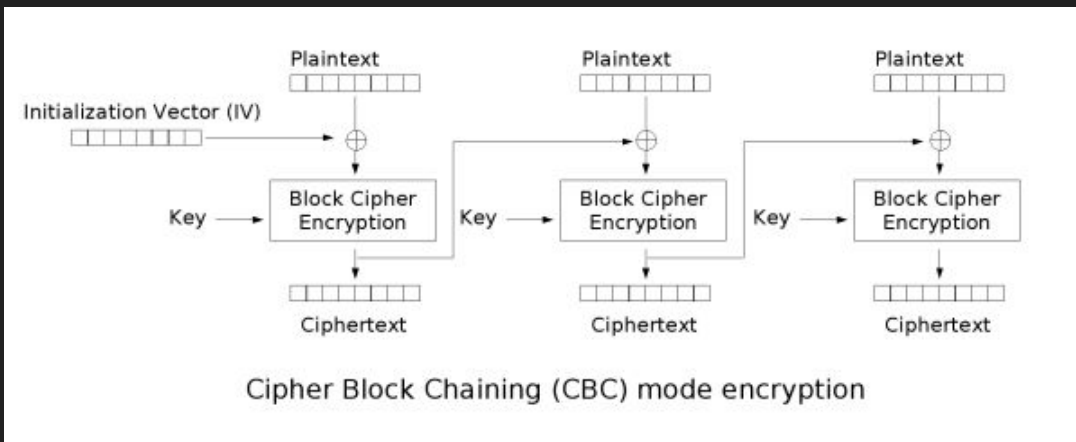 Plaintext
Plaintext
Plaintext
Initialization Vector (IV)
Block Cipher
Encryption
Block Cipher
Encryption
Block Cipher
Encryption
Key
Key
Key
Ciphertext
Ciphertext
Ciphertext
Cipher Block Chaining (CBC) mode encryption